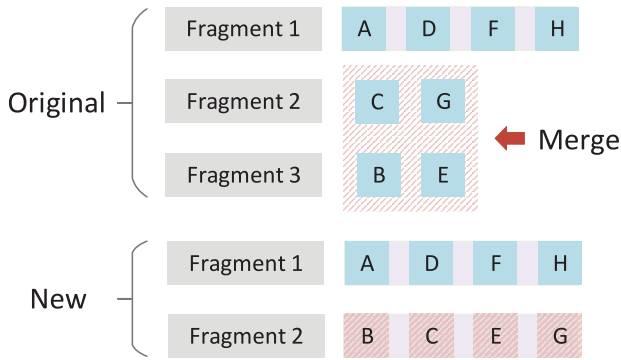 Original
Fragment 1 A D F H
Fragment 2 C G
Fragment 3 B E
Merge
New
Fragment 1 A D F H
Fragment 2 B C E G